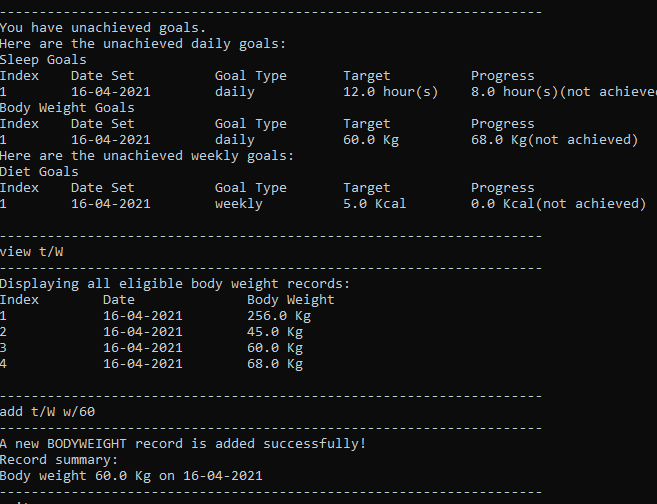 You have unachieved goals.
Here are the unachieved daily goals:
Sleep Goals
Index Date Set Goal Type Target Progress
1 16-04-2021 daily 12.0 hour(s) 8.0 hour(s)(not achieve
Body Weight Goals
Index Date Set Goal Type Target Progress
1 16-04-2021 daily 60.0 Kg 68.0 Kg(not achieved)
Here are the unachieved weekly goals:
Diet Goals
Index Date Set Goal Type Target Progress
1 16-04-2021 weekly 5.0 Kcal 0.0 Kcal(not achieved)
view t/W
Displaying all eligible body weight records:
Index Date Body Weight
1 16-04-2021 256.0 Kg
2 16-04-2021 45.0 Kg
3 16-04-2021 60.0 Kg
4 16-04-2021 68.0 Kg
add t/W w/60
A new BODYWEIGHT record is added successfully!
Record summary:
Body weight 60.0 Kg on 16-04-2021